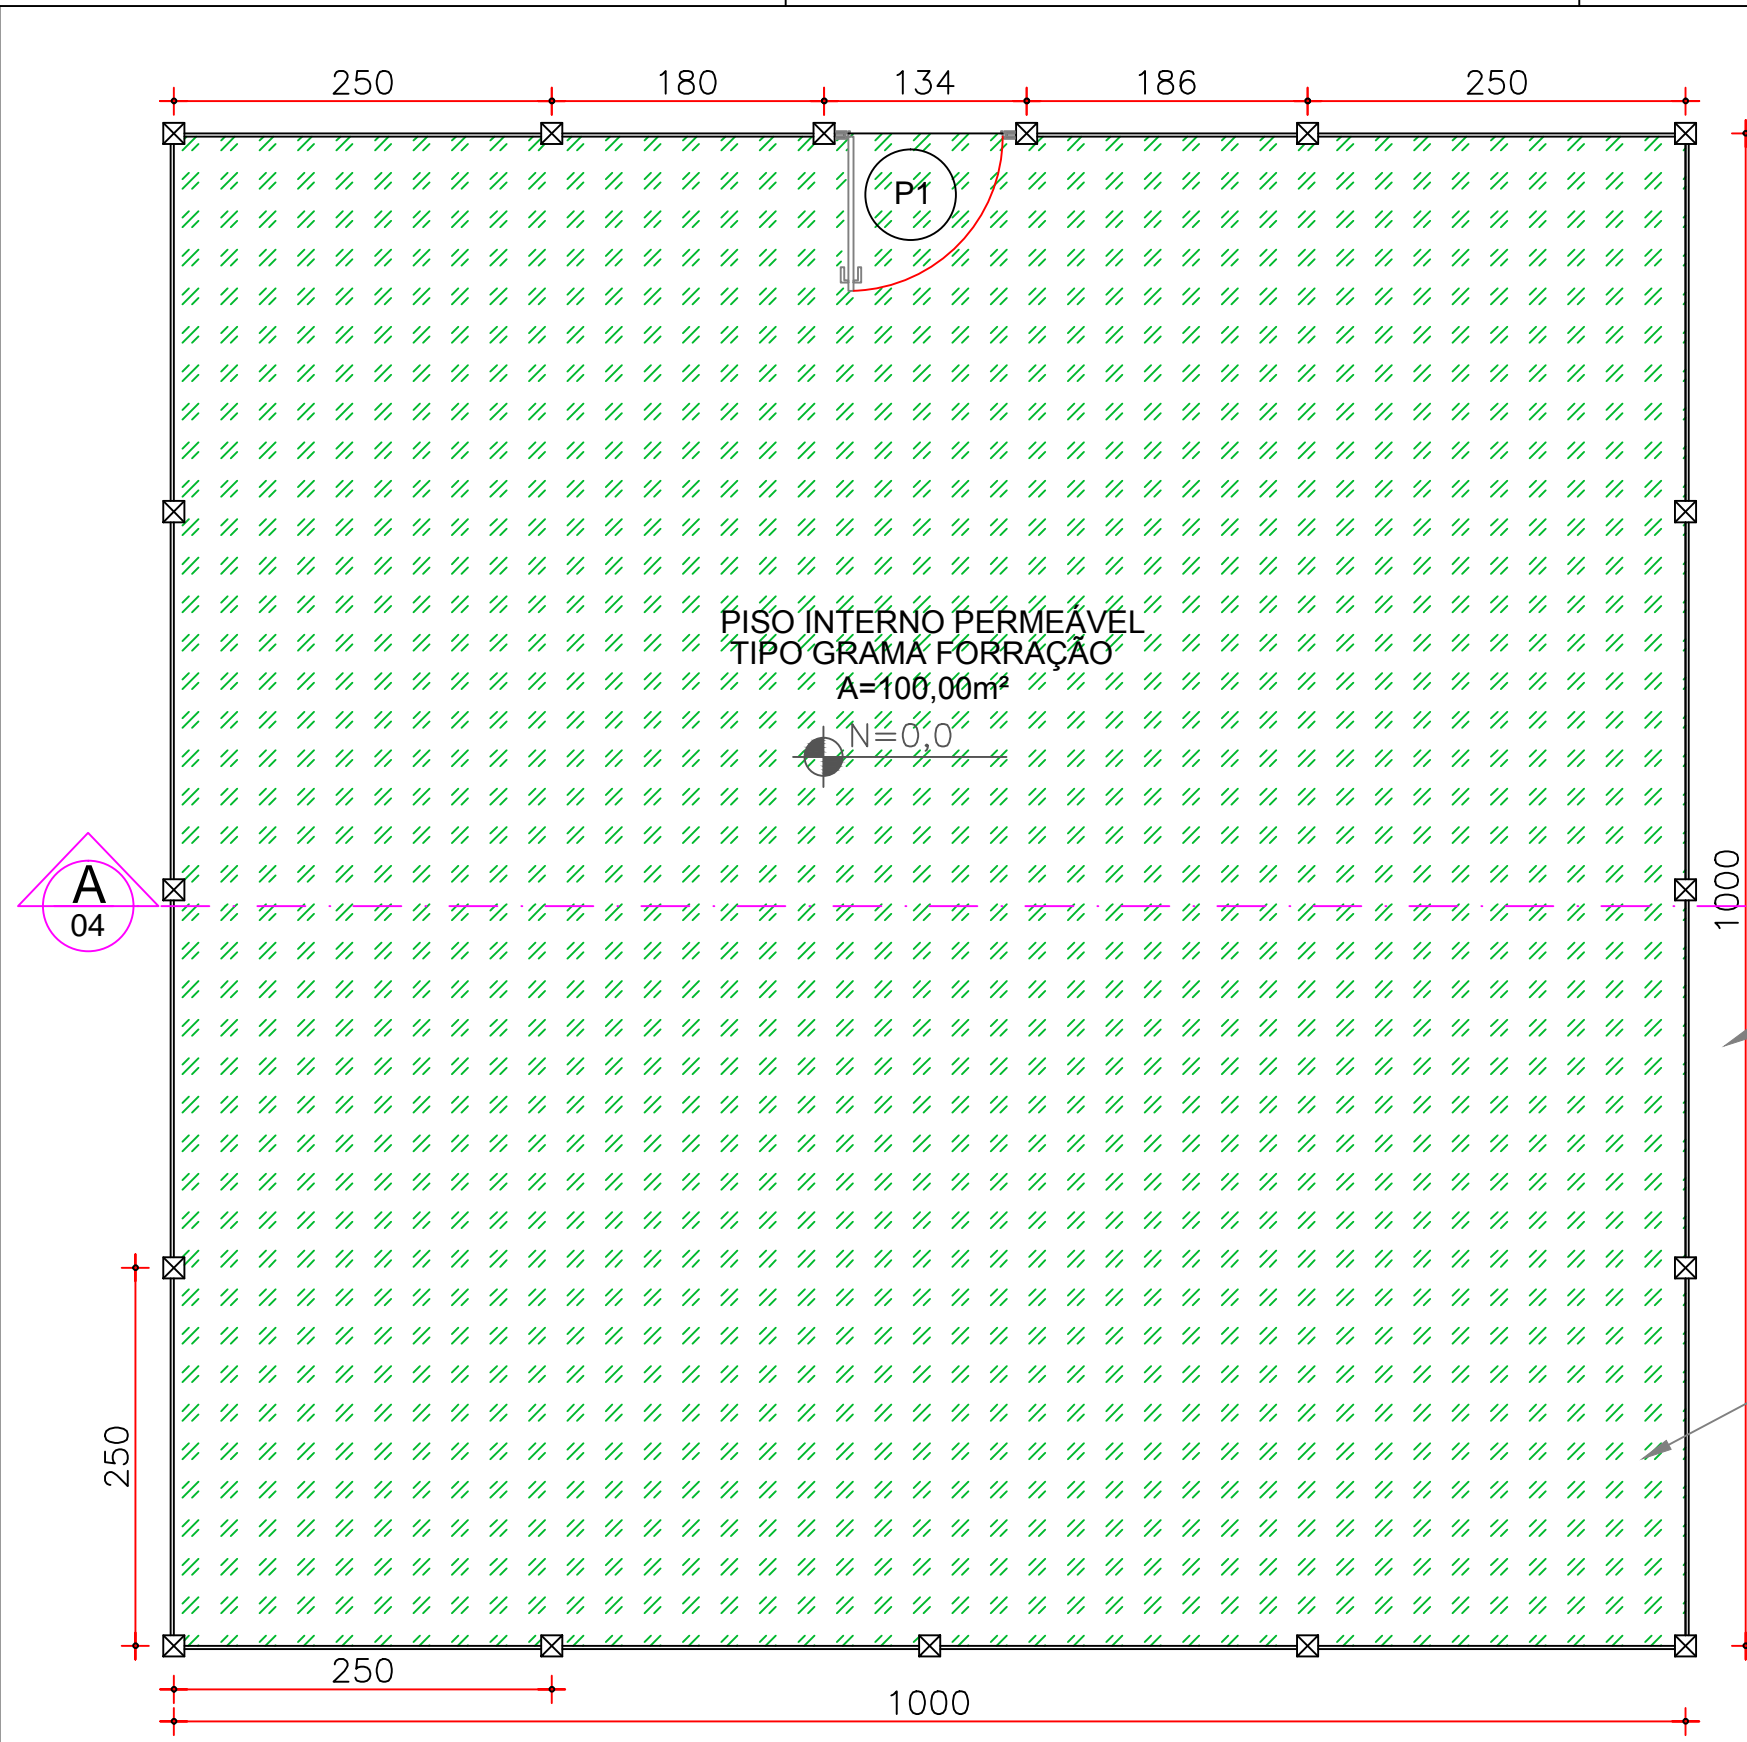 250 180 134 186 250
P1
PISO INTERNO PERMEÁVEL
TIPO GRAMA FORRAÇÃO
A=100,00m²
N=0,0
A
04
1000
250
250
1000